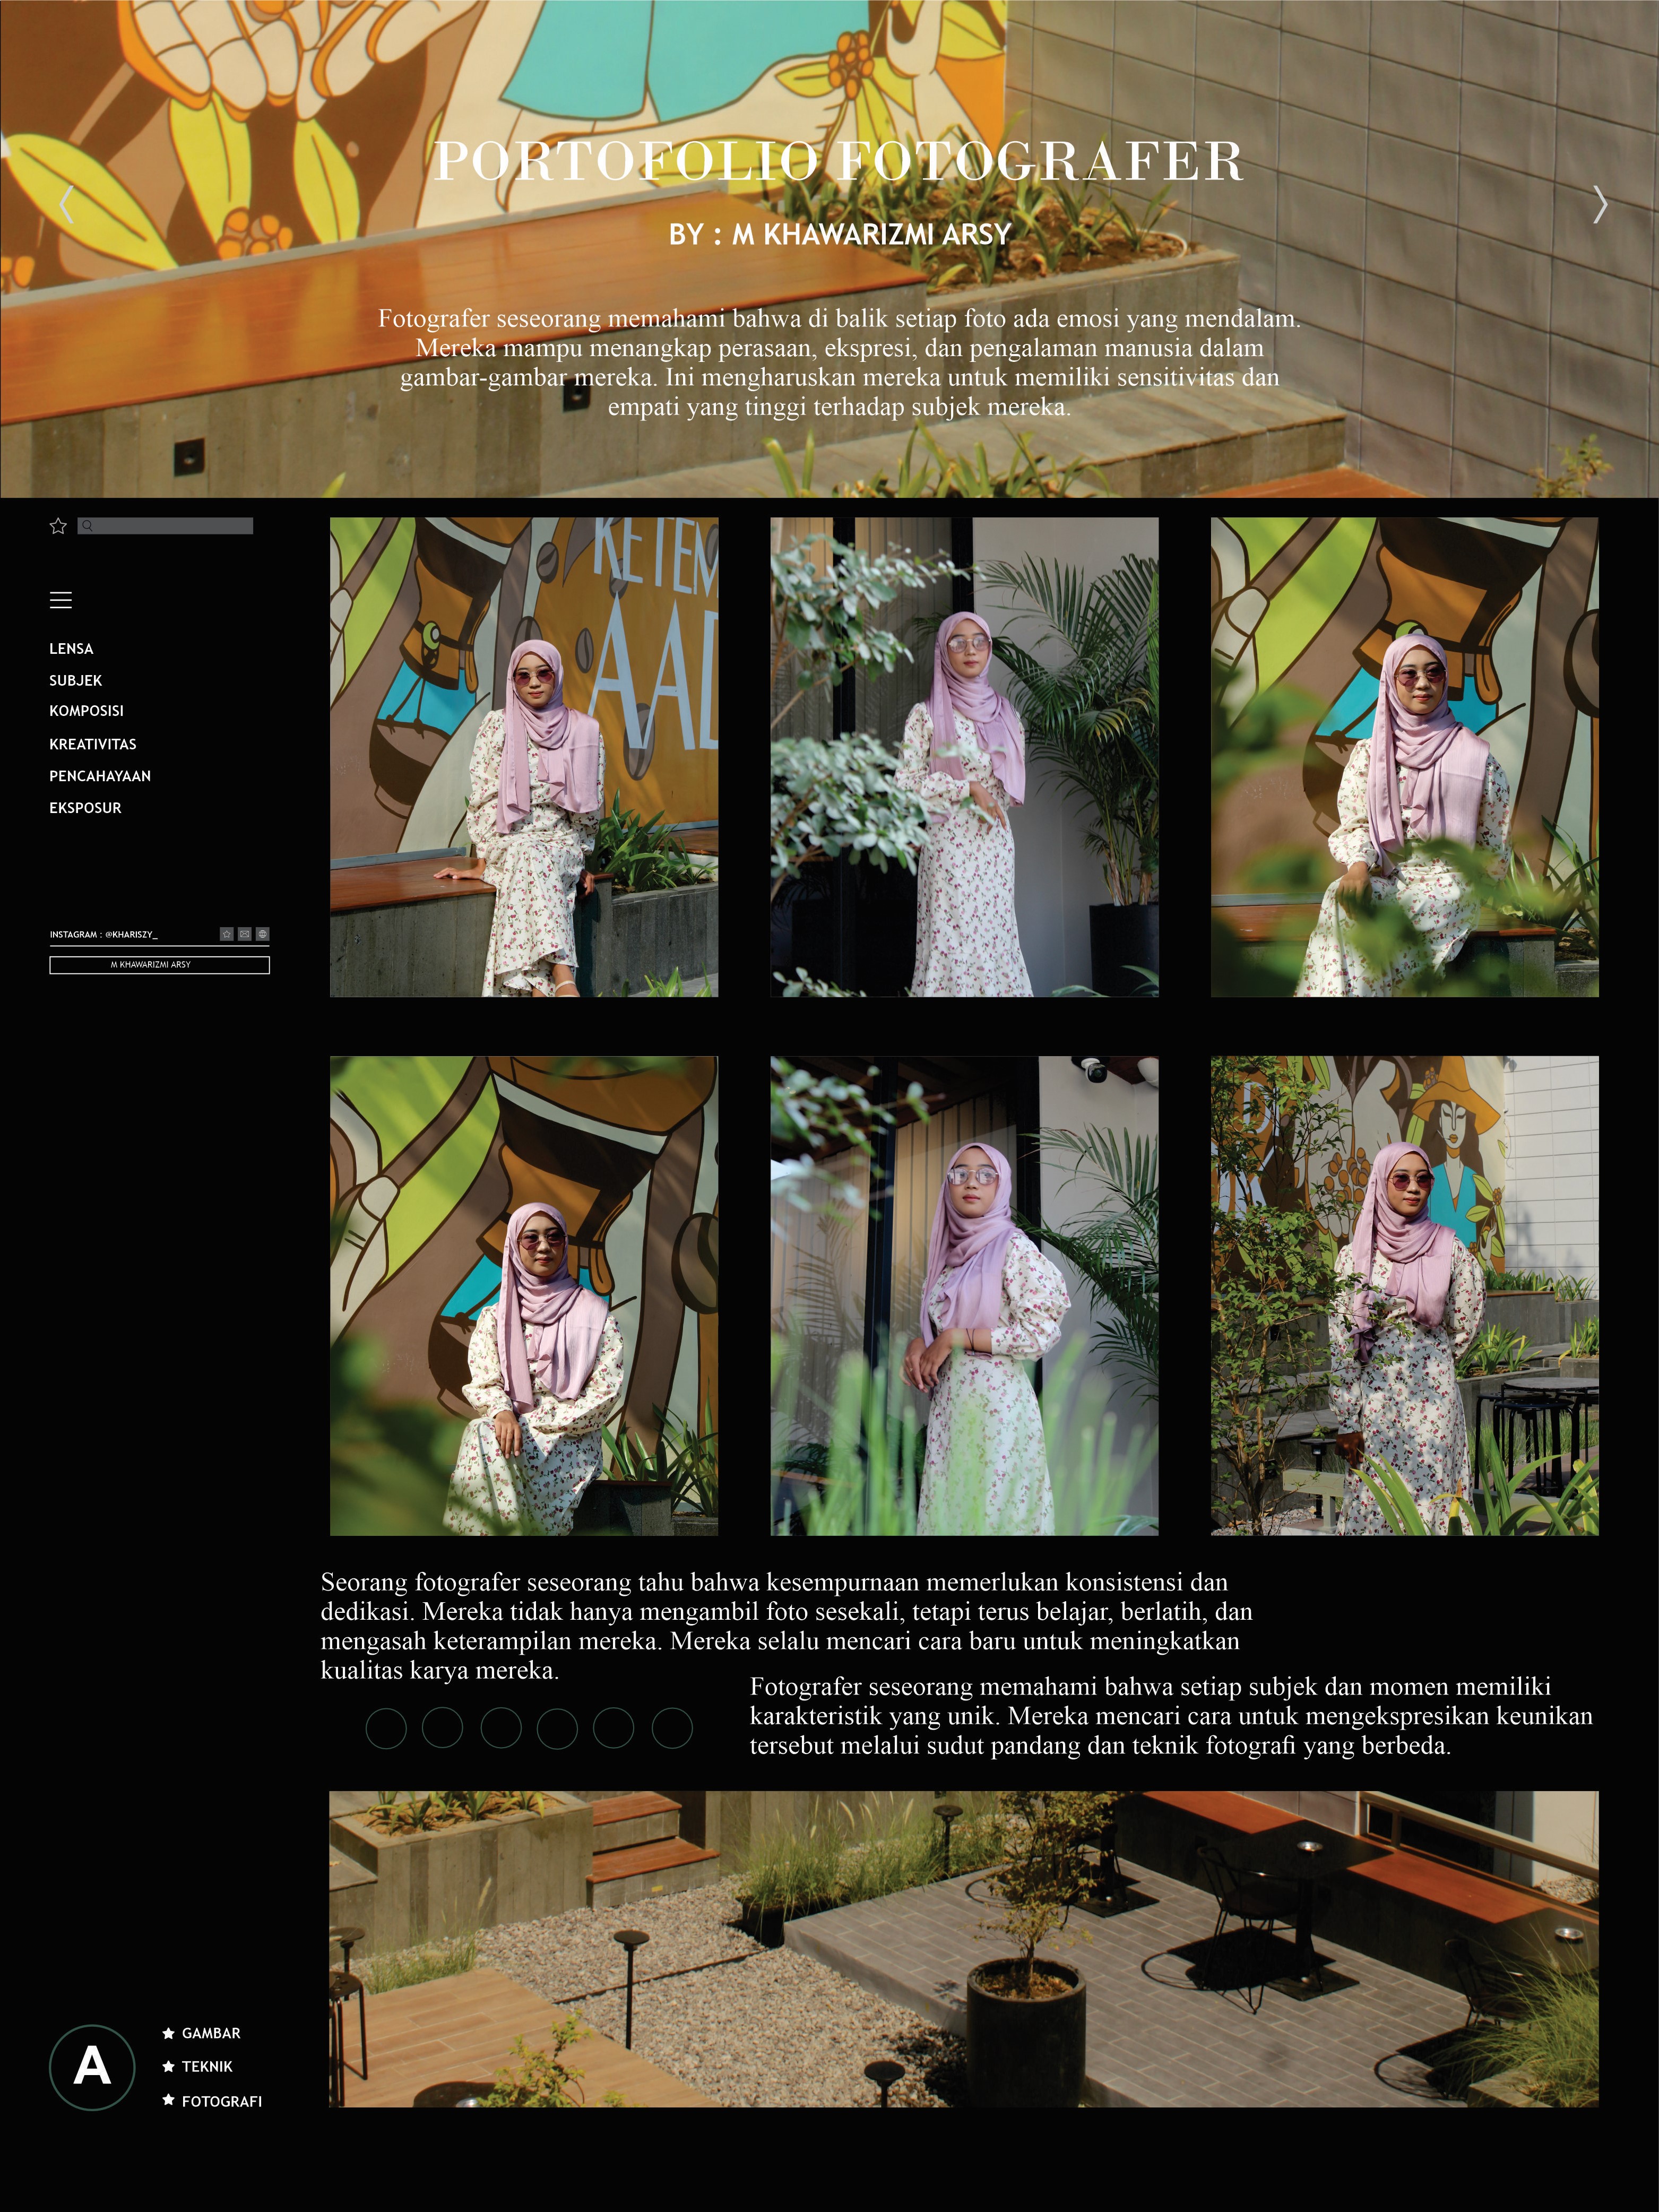 PORTOFOLIO FOTOGRAFER
BY : M KHAWARIZMI ARSY
Fotografer seseorang memahami bahwa di balik setiap foto ada emosi yang mendalam.
Mereka mampu menangkap perasaan, ekspresi, dan pengalaman manusia dalam
gambar-gambar mereka. Ini mengharuskan mereka untuk memiliki sensitivitas dan
empati yang tinggi terhadap subjek mereka.
LENSA
SUBJEK
KOMPOSISI
KREATIVITAS
PENCAHAYAAN
EKSPOSUR
INSTAGRAM : @KHARISZY_
M KHAWARIZMI ARSY
KETEM
AAD
Seorang fotografer seseorang tahu bahwa kesempurnaan memerlukan konsistensi dan
dedikasi. Mereka tidak hanya mengambil foto sesekali, tetapi terus belajar, berlatih, dan
mengasah keterampilan mereka. Mereka selalu mencari cara baru untuk meningkatkan
kualitas karya mereka.
Fotografer seseorang memahami bahwa setiap subjek dan momen memiliki
karakteristik yang unik. Mereka mencari cara untuk mengekspresikan keunikan
tersebut melalui sudut pandang dan teknik fotografi yang berbeda.
A
GAMBAR
TEKNIK
FOTOGRAFI